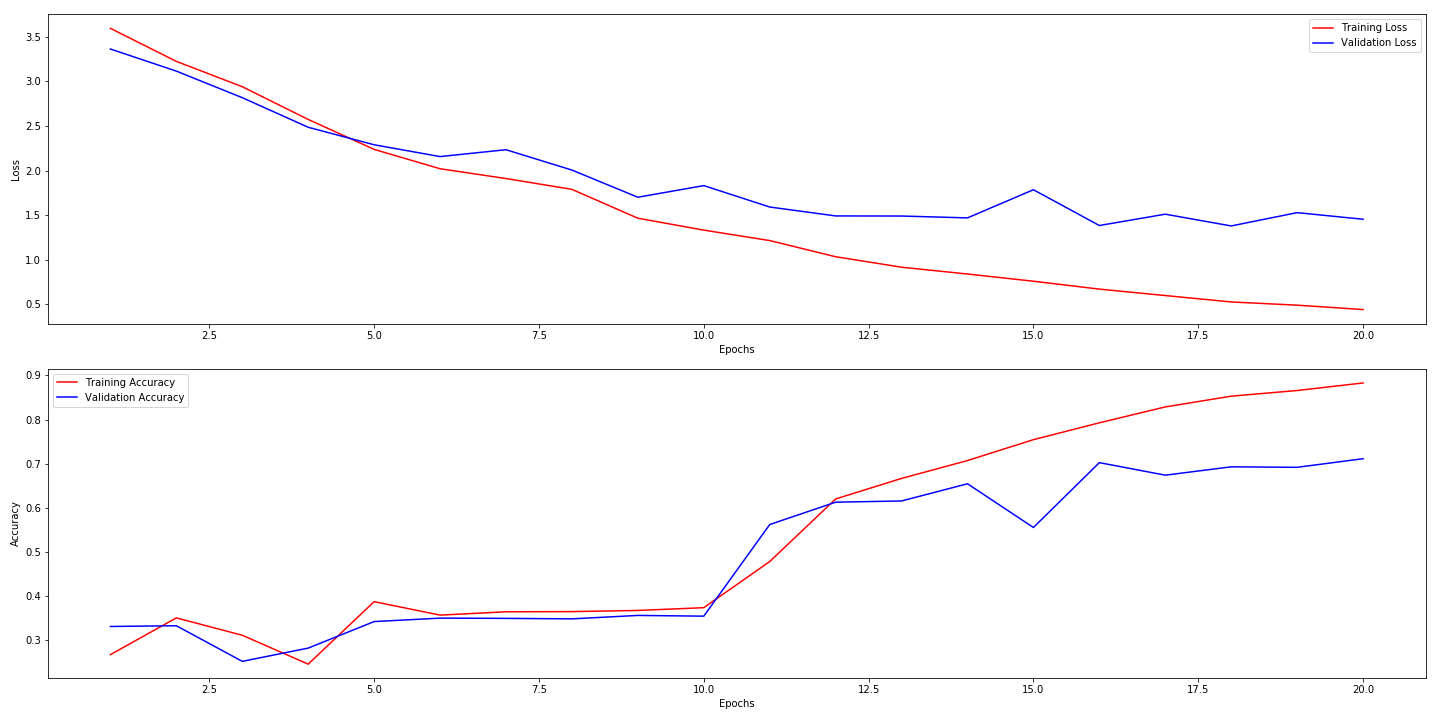 3.5
3.0
2.5
2.0
1.5
1.0
0.5
Loss
Training Loss
Validation Loss
2.5 5.0 7.5 10.0 12.5 15.0 17.5 20.0
Epochs
0.9
0.8
0.7
0.6
0.5
0.4
0.3
Accuracy
Training Accuracy
Validation Accuracy
2.5 5.0 7.5 10.0 12.5 15.0 17.5 20.0
Epochs